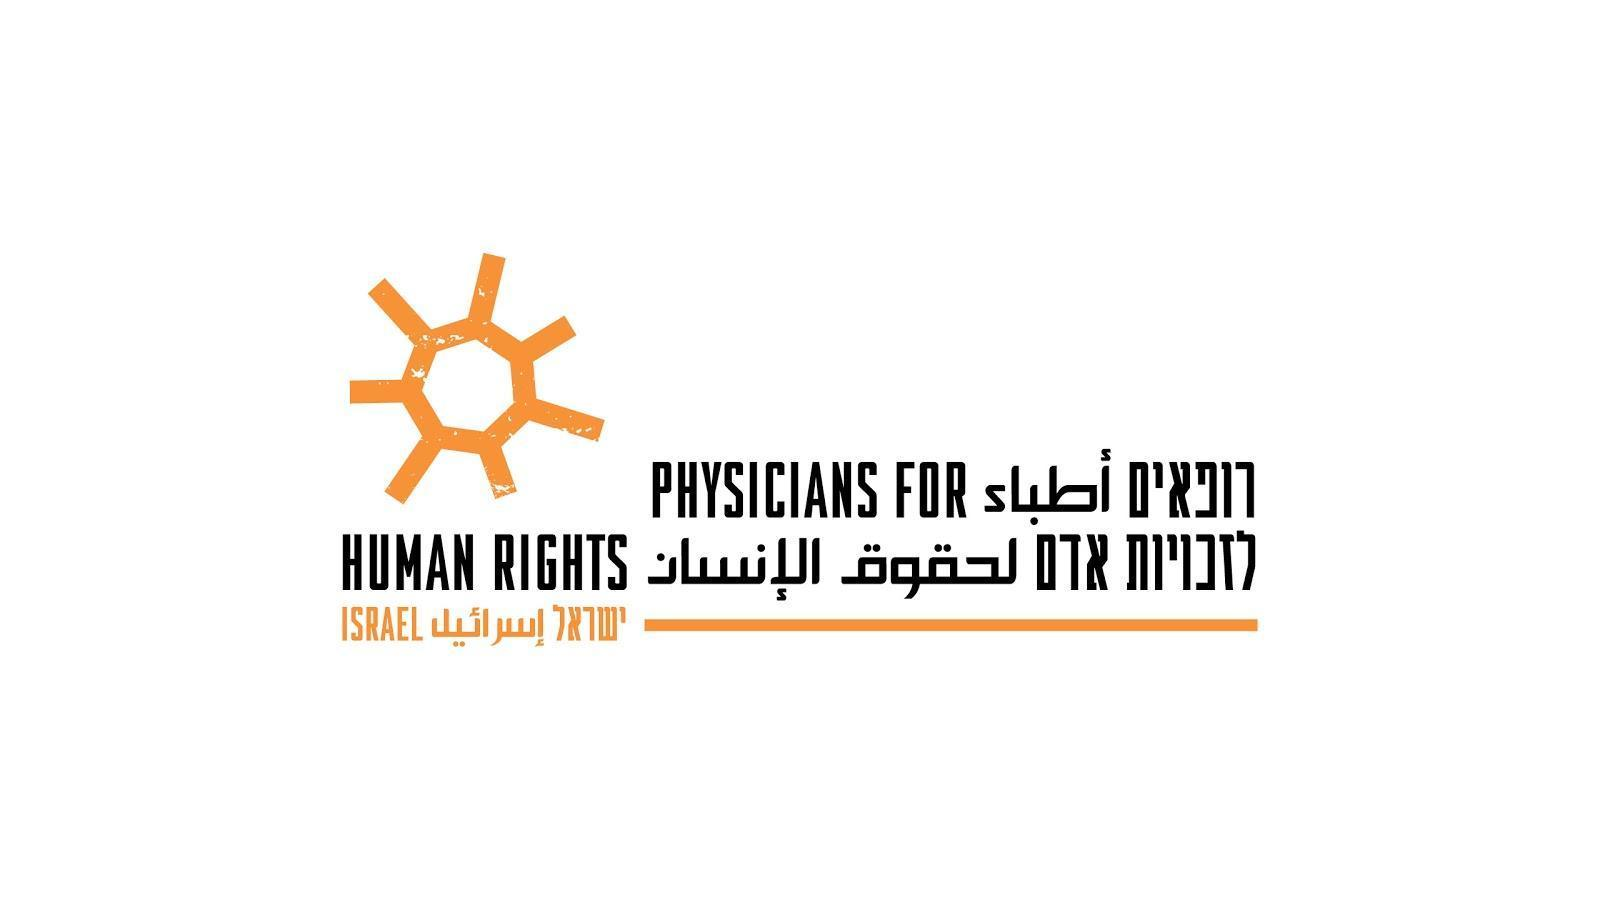 PHYSICIANS FOR أطباء רופאים
HUMAN RIGHTS لحقوق الإنسان לזכויות אדם
ISRAEL إسرائيل ישראל